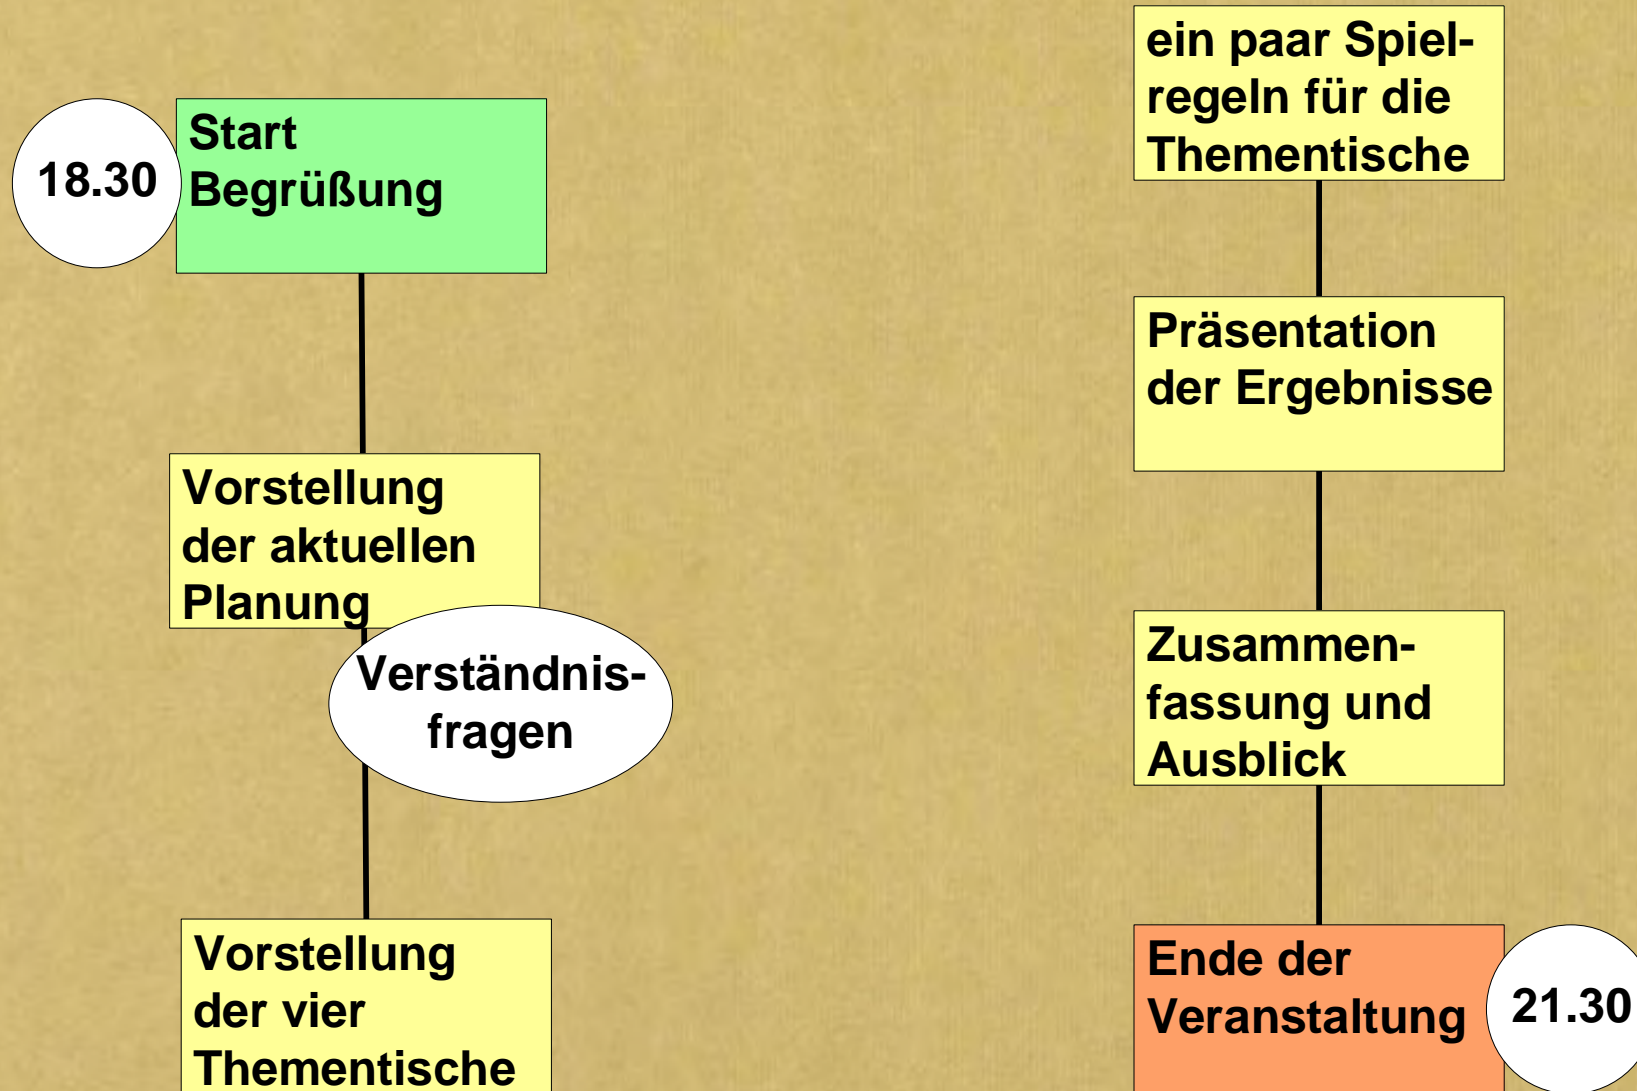 18.30
Start
Begrüßung
Vorstellung
der aktuellen
Planung
Verständnis-
fragen
Vorstellung
der vier
Thementische
ein paar Spiel-
regeln für die
Thementische
Präsentation
der Ergebnisse
Zusammen-
fassung und
Ausblick
Ende der
Veranstaltung
21.30